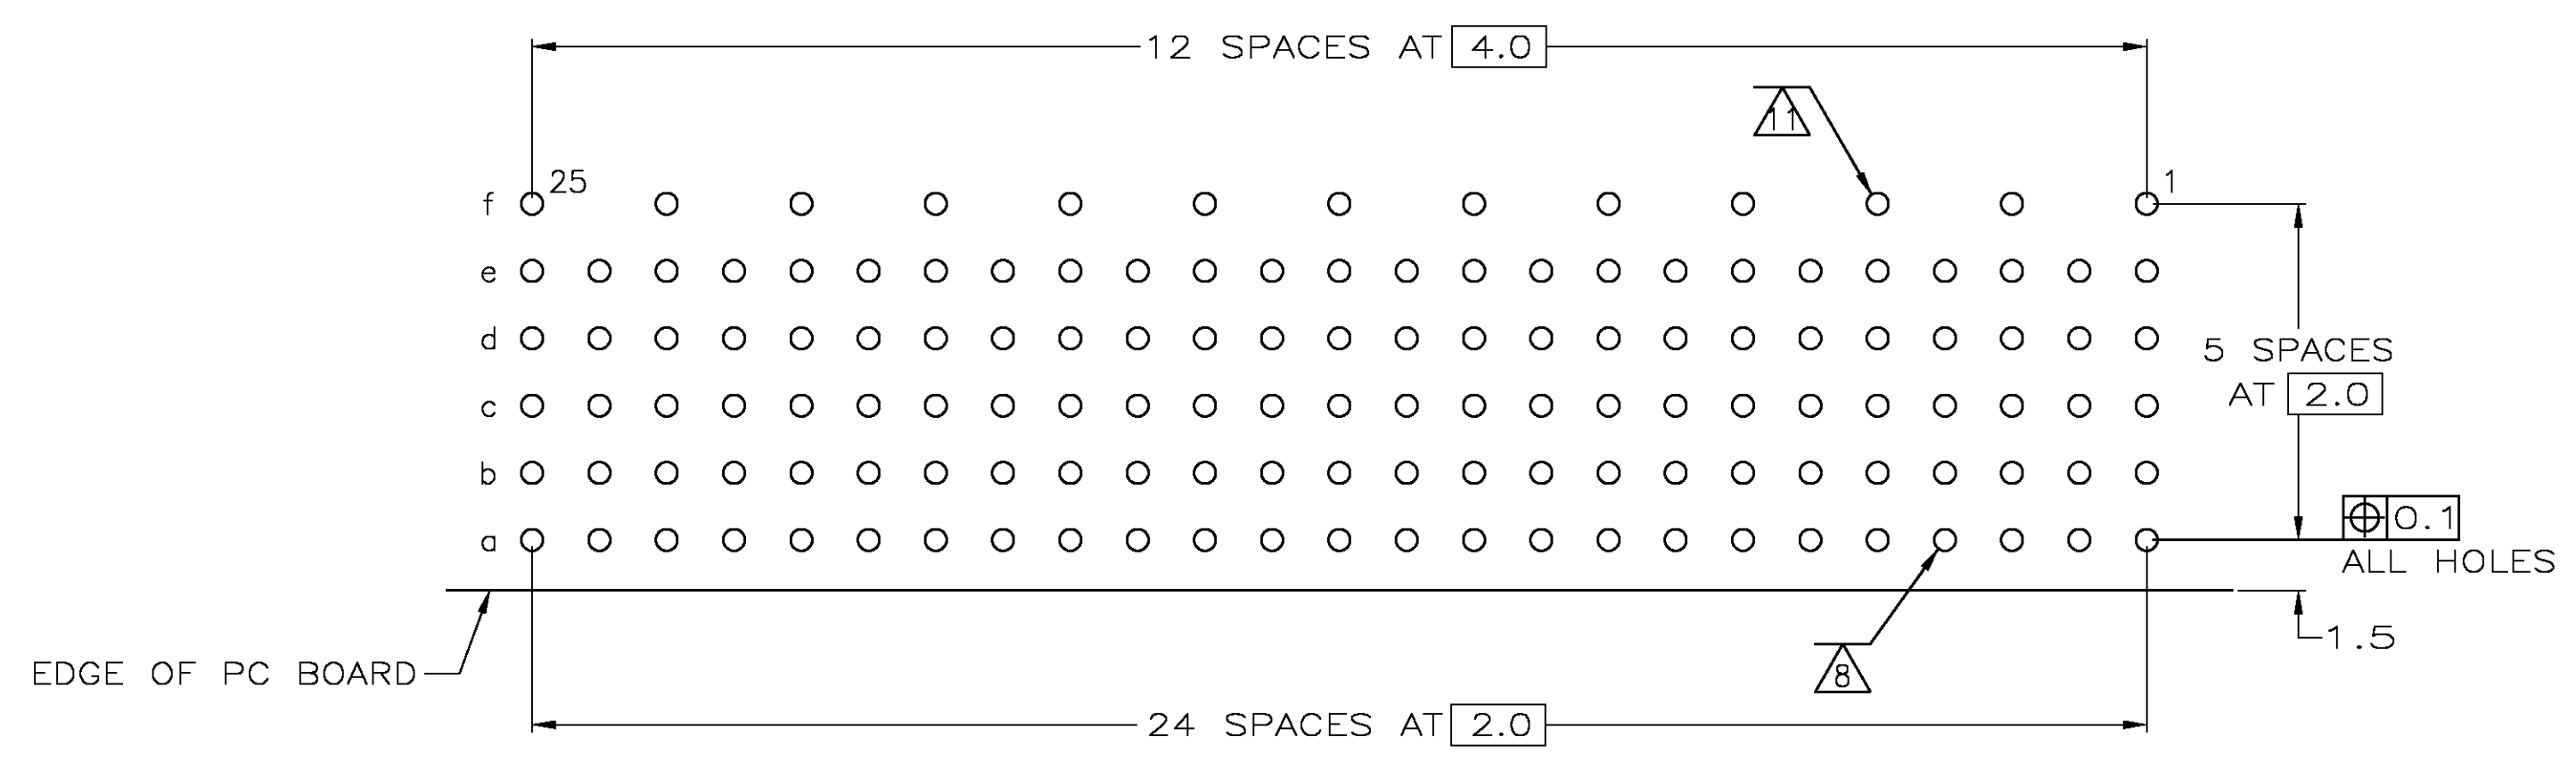 12 SPACES AT 4.0
11
25
1
f
e
d
5 SPACES
AT 2.0
c
b
0.1
a
ALL HOLES
1.5
EDGE OF PC BOARD
8
24 SPACES AT 2.0